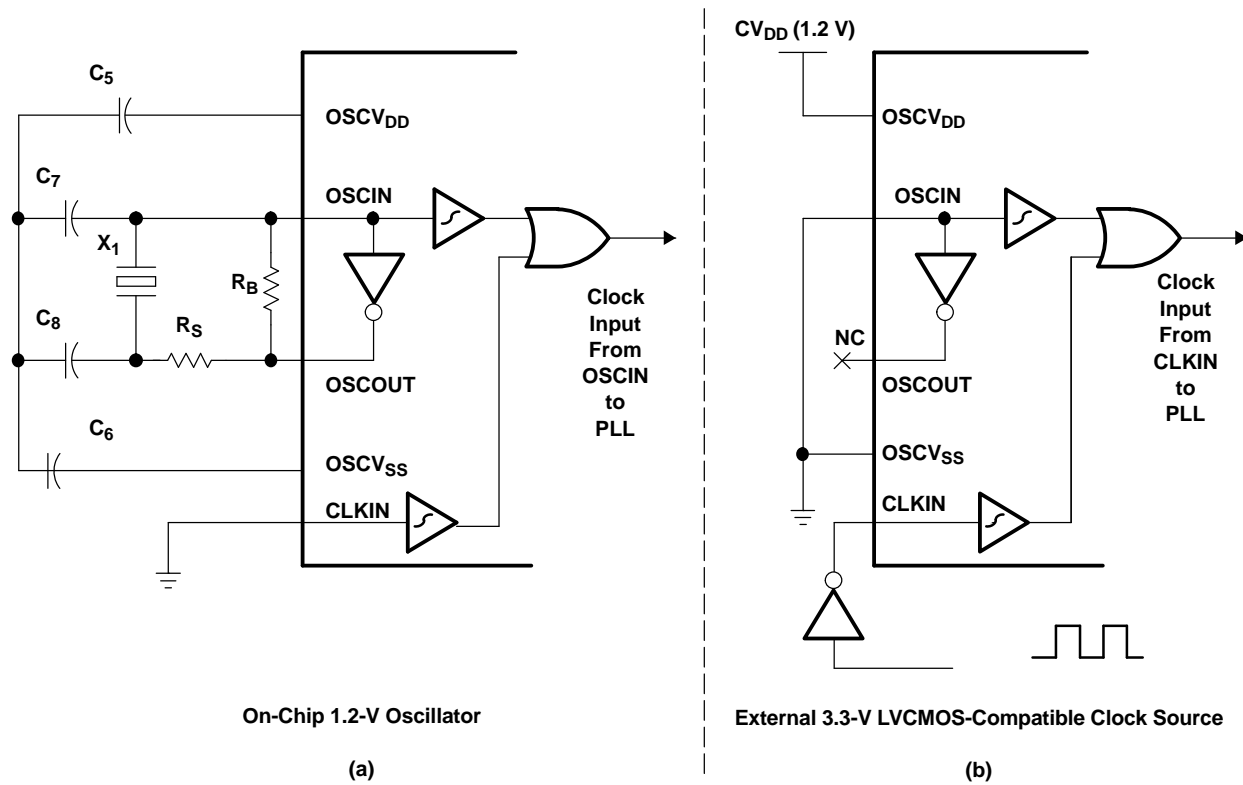 C5
OSCVDD
C7
OSCIN
X1
RB
C8
RS
OSCOUT
C6
OSCVSS
CLKIN
Clock
Input
From
OSCIN
to
PLL
On-Chip 1.2-V Oscillator
(a)
CVDD (1.2 V)
OSCVDD
OSCIN
NC
OSCOUT
OSCVSS
CLKIN
Clock
Input
From
CLKIN
to
PLL
External 3.3-V LVCMOS-Compatible Clock Source
(b)